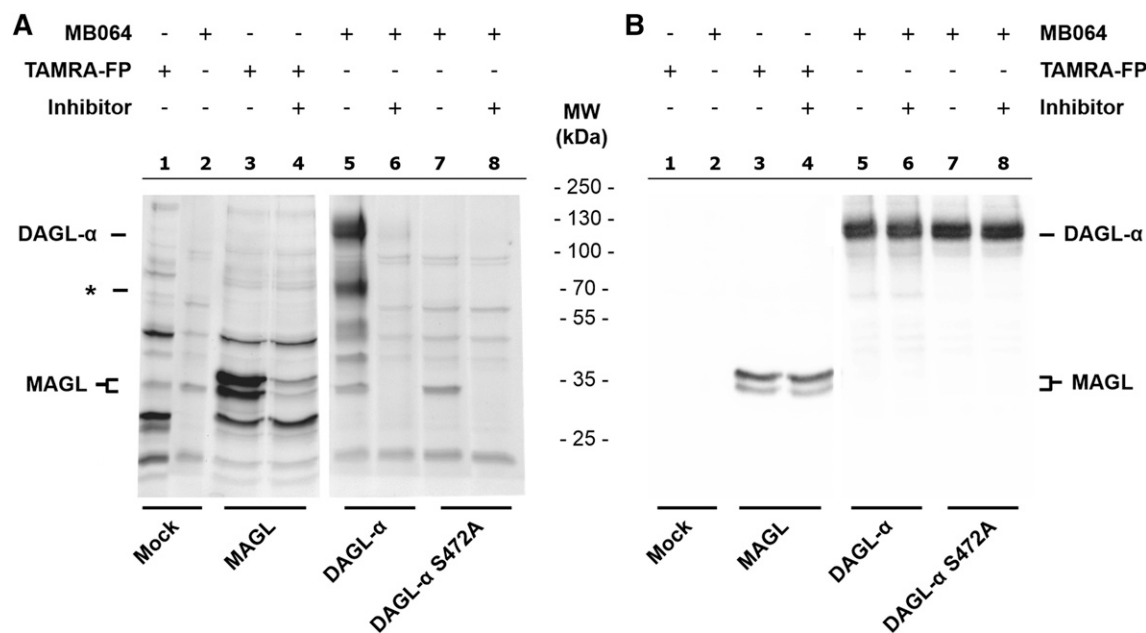 A B
MB064 - + - - + + + + - + - - + + + + MB064
TAMRA-FP + - + + - - - - + - + + - - - - TAMRA-FP
Inhibitor - - - + - + - + - - - + - + - + Inhibitor
MW
(kDa)
1 2 3 4 5 6 7 8 1 2 3 4 5 6 7 8
- 250 -
DAGL-α – - 130 - – DAGL-α
- 100 -
* – - 70 -
- 55 -
MAGL - 35 - MAGL
- 25 -
Mock MAGL DAGL-α DAGL-α S472A Mock MAGL DAGL-α DAGL-α S472A